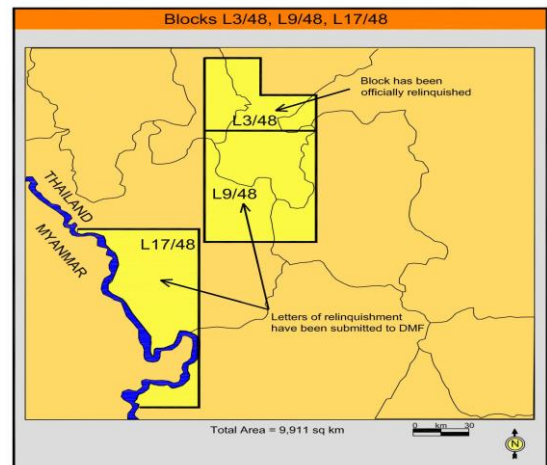 Blocks L3/48, L9/48, L17/48
Block has been
officially relinquished
L3/48
L9/48
THAILAND
MYANMAR
L17/48
Letters of relinquishment
have been submitted to DMF
Total Area = 9,911 sq km
0 km 30
N